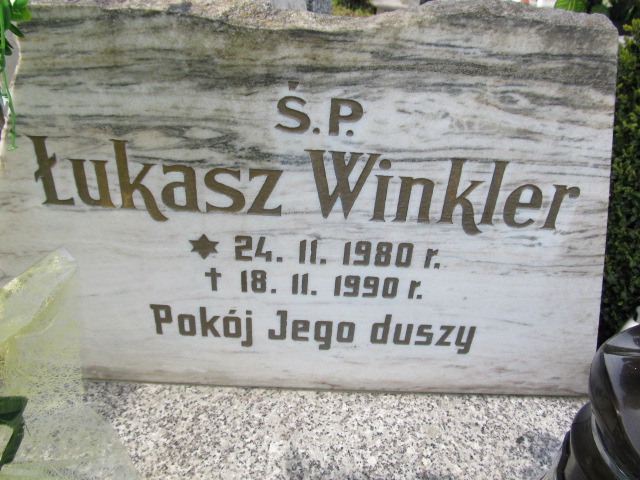 Ś.P.
Łukasz Winkler
✶ 24. 11. 1980 r.
† 18. 11. 1990 r.
Pokój Jego duszy